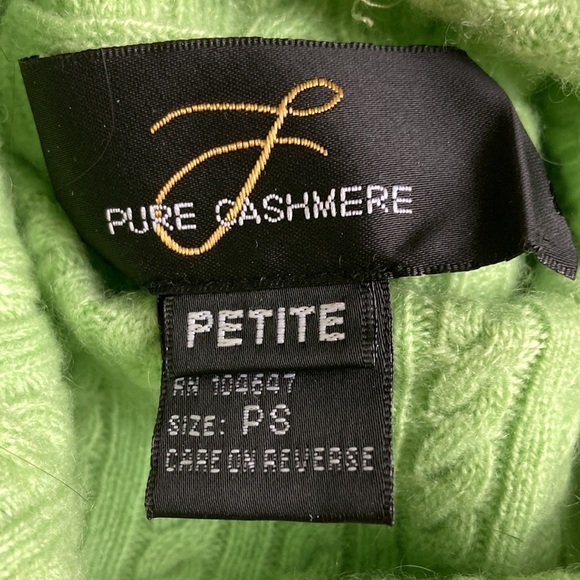 J
PURE CASHMERE
PETITE
RN 104647
SIZE: PS
CARE ON REVERSE